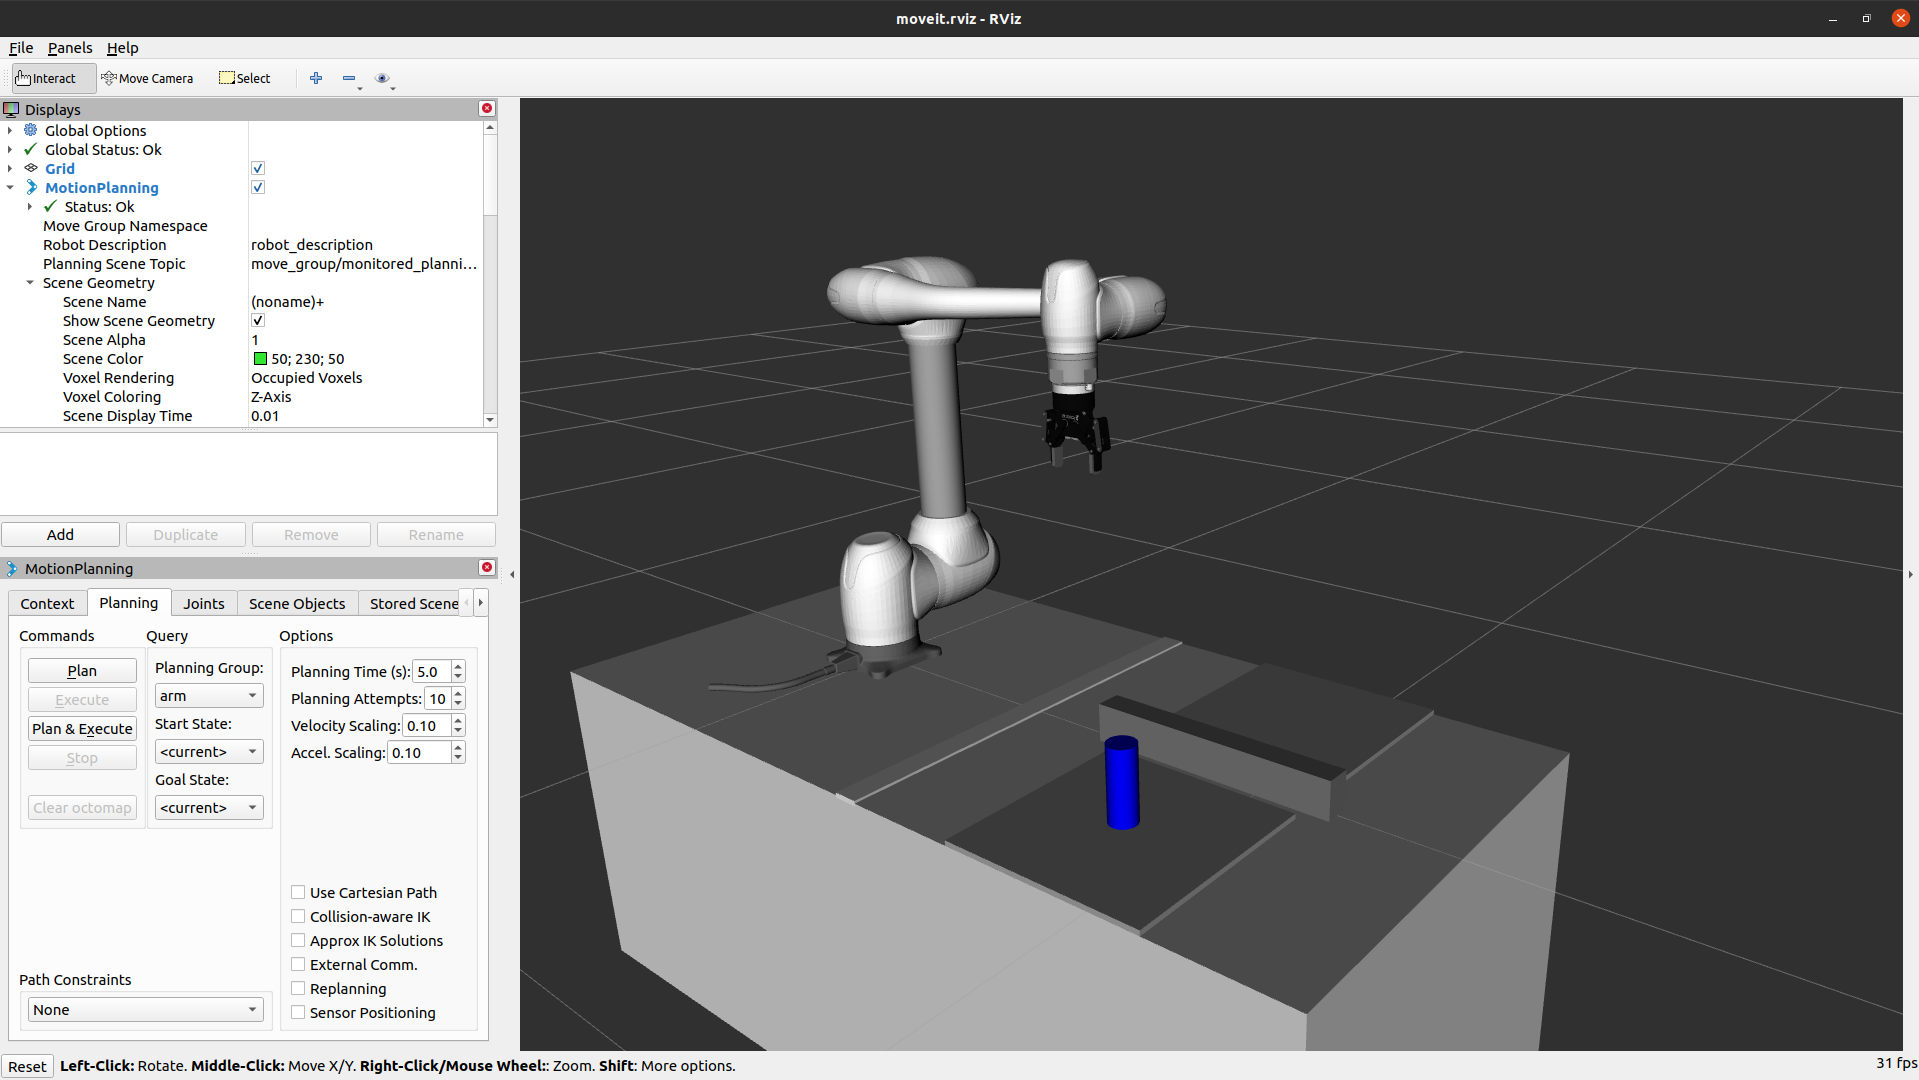 moveit.rviz - RViz
File Panels Help
Interact Move Camera Select
Displays
Global Options
Global Status: Ok
Grid
MotionPlanning
Status: Ok
Move Group Namespace
Robot Description robot_description
Planning Scene Topic move_group/monitored_planni...
Scene Geometry
Scene Name (noname)+
Show Scene Geometry
Scene Alpha 1
Scene Color 50; 230; 50
Voxel Rendering Occupied Voxels
Voxel Coloring Z-Axis
Scene Display Time 0.01
Add Duplicate Remove Rename
MotionPlanning
Context Planning Joints Scene Objects Stored Scene
Commands Query Options
Plan
Execute
Plan & Execute
Stop
Clear octomap
Planning Group:
arm
Start State:
<current>
Goal State:
<current>
Planning Time (s): 5.0
Planning Attempts: 10
Velocity Scaling: 0.10
Accel. Scaling: 0.10
Use Cartesian Path
Collision-aware IK
Approx IK Solutions
External Comm.
Replanning
Sensor Positioning
Path Constraints
None
Reset Left-Click: Rotate. Middle-Click: Move X/Y. Right-Click/Mouse Wheel:: Zoom. Shift: More options. 31 fps